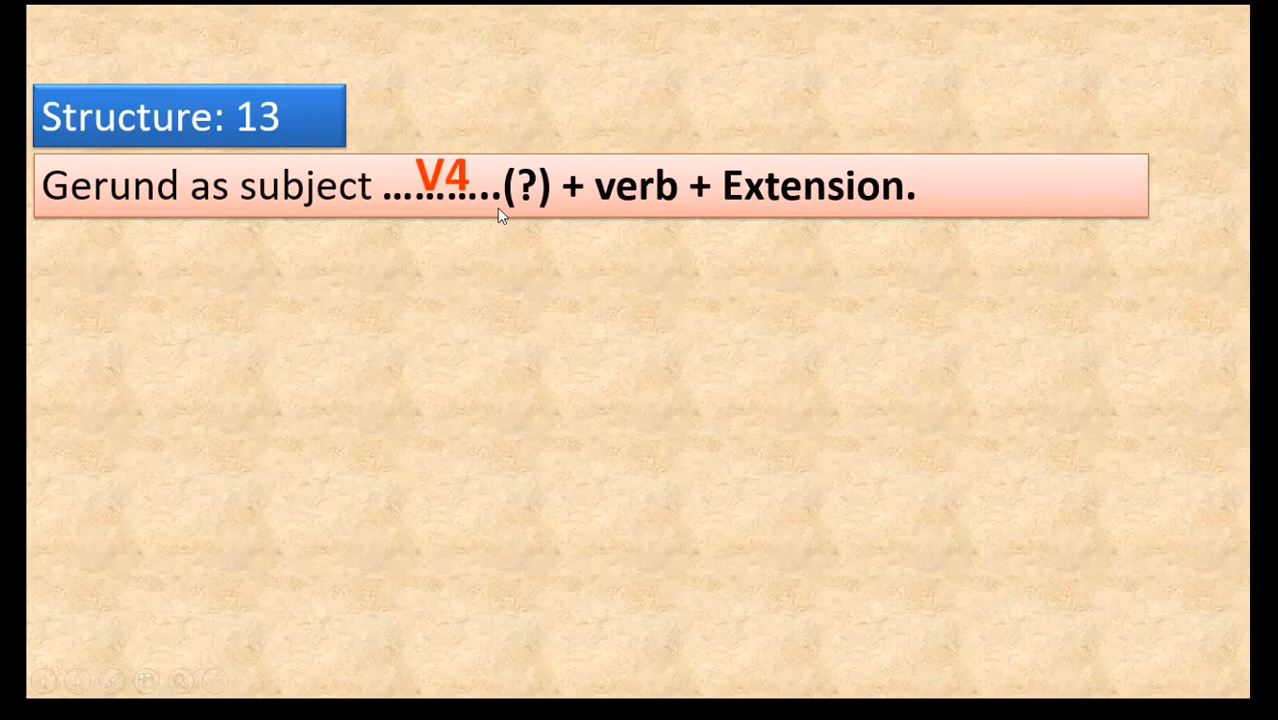 Structure: 13
Gerund as subject ………..(?) + verb + Extension.
V4